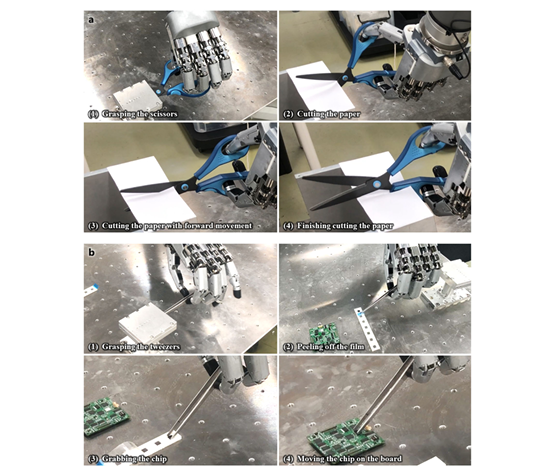 a
(1) Grasping the scissors
(2) Cutting the paper
(3) Cutting the paper with forward movement
(4) Finishing cutting the paper
b
(1) Grasping the tweezers
(2) Peeling off the film
(3) Grabbing the chip
(4) Moving the chip on the board